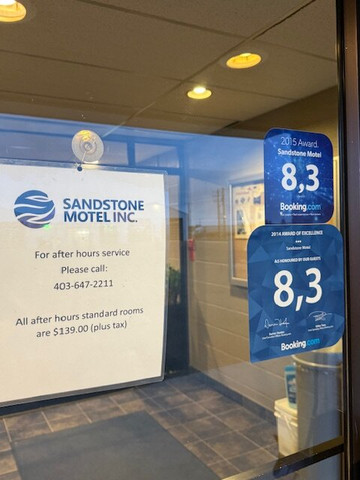 SANDSTONE
MOTEL INC.
For after hours service
Please call:
403-647-2211
All after hours standard rooms
are $139.00 (plus tax)
2015 Award.
Sandstone Motel
8,3
Booking.com
2014 AWARD OF EXCELLENCE
Sandstone Motel
ALL HONOURED BY OUR GUESTS
8,3
Booking.com